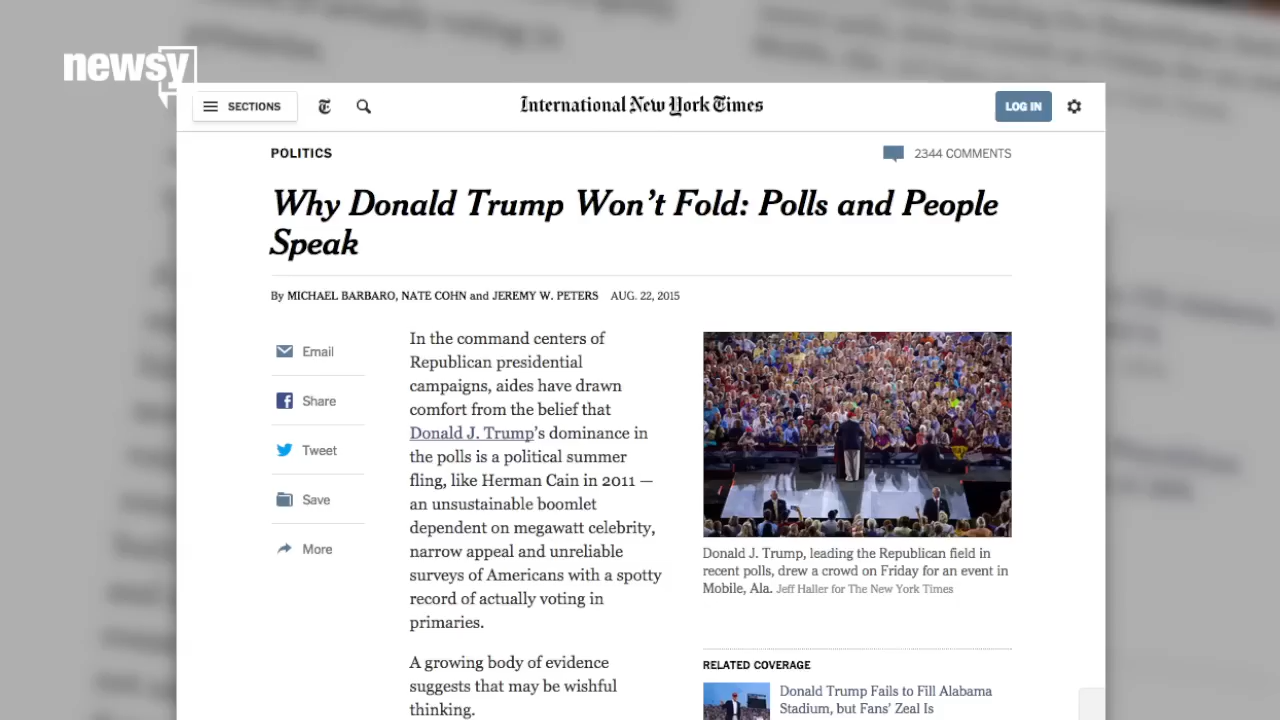 newsy
SECTIONS
International New York Times
LOG IN
POLITICS
2344 COMMENTS
Why Donald Trump Won't Fold: Polls and People
Speak
By MICHAEL BARBARO, NATE COHN and JEREMY W. PETERS AUG. 22, 2015
Email
Share
Tweet
Save
More
In the command centers of
Republican presidential
campaigns, aides have drawn
comfort from the belief that
Donald J. Trump's dominance in
the polls is a political summer
fling, like Herman Cain in 2011 —
an unsustainable boomlet
dependent on megawatt celebrity,
narrow appeal and unreliable
surveys of Americans with a spotty
record of actually voting in
primaries.
A growing body of evidence
suggests that may be wishful
thinking.
Donald J. Trump, leading the Republican field in
recent polls, drew a crowd on Friday for an event in
Mobile, Ala. Jeff Haller for The New York Times
RELATED COVERAGE
Donald Trump Fails to Fill Alabama
Stadium, but Fans' Zeal Is